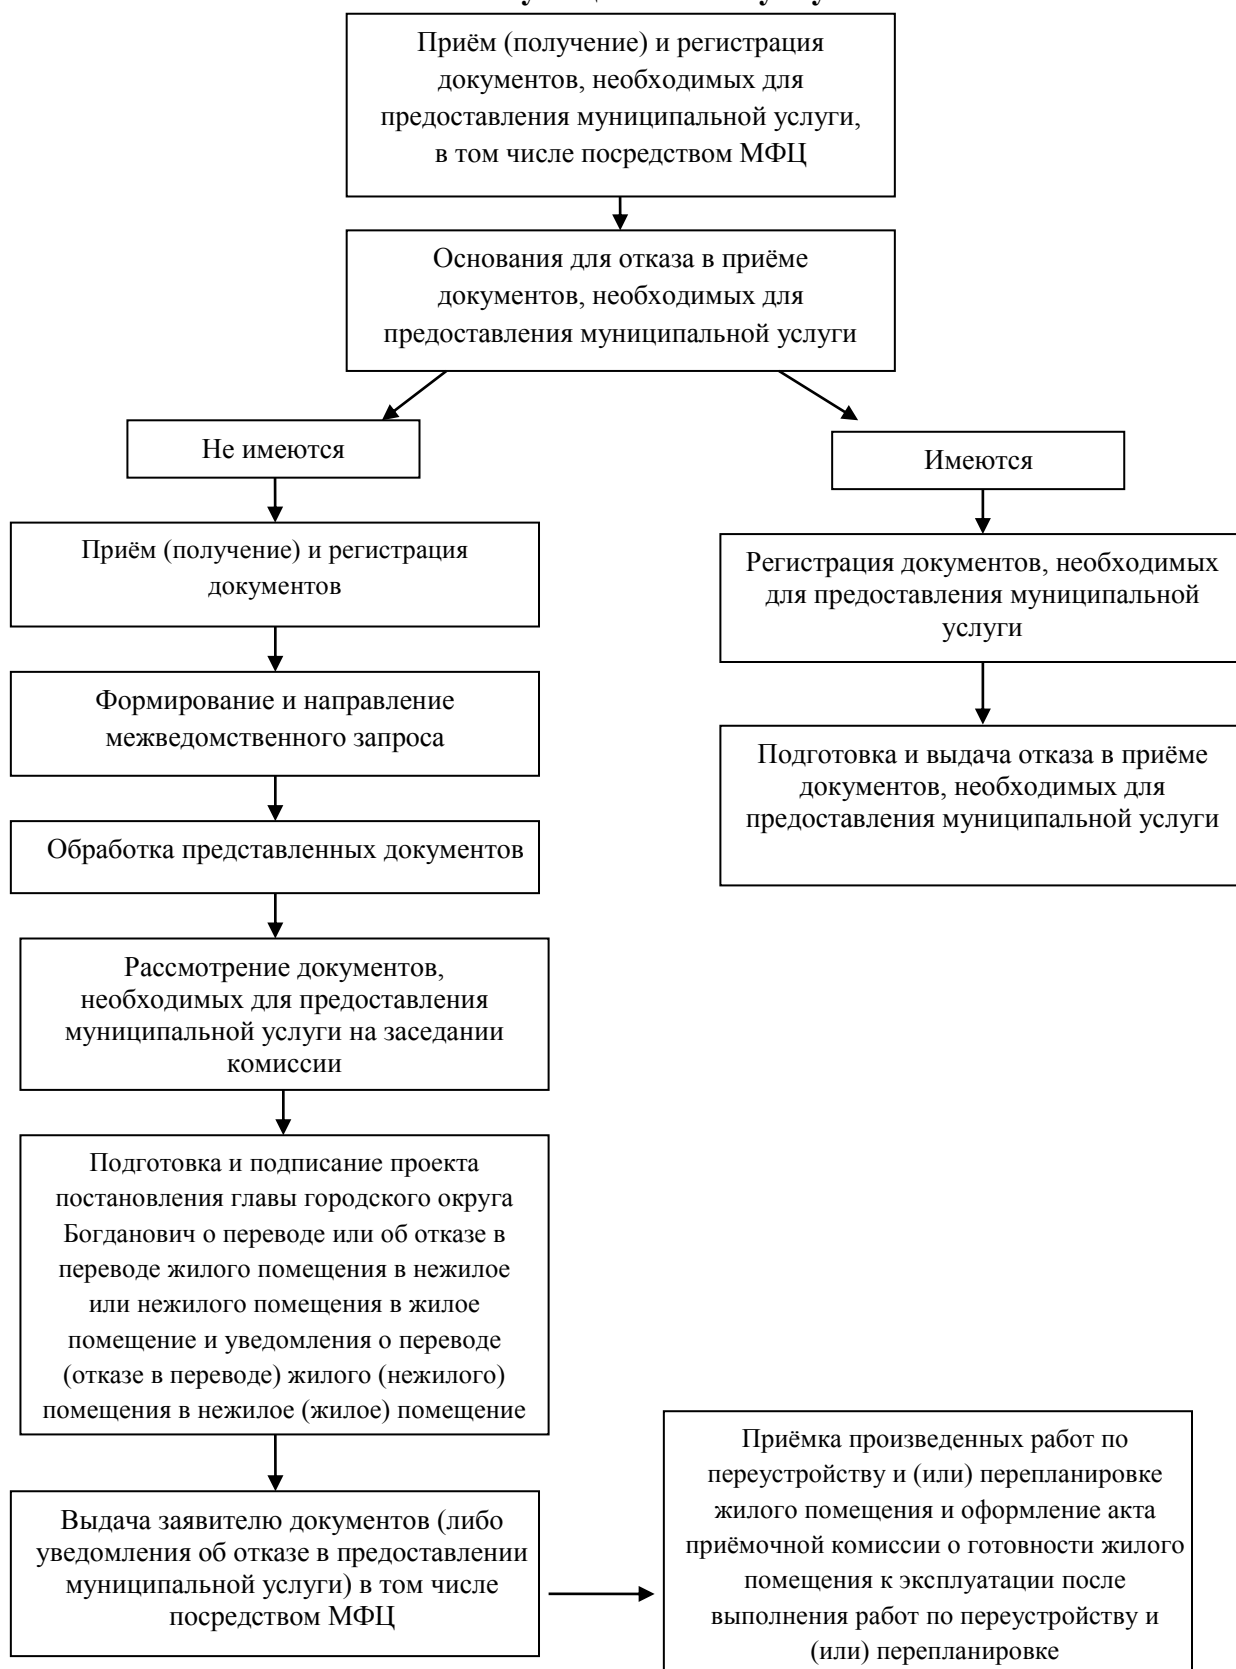 Приём (получение) и регистрация
документов, необходимых для
предоставления муниципальной услуги,
в том числе посредством МФЦ
Основания для отказа в приёме
документов, необходимых для
предоставления муниципальной услуги
Не имеются
Имеются
Приём (получение) и регистрация
документов
Регистрация документов, необходимых
для предоставления муниципальной
услуги
Формирование и направление
межведомственного запроса
Подготовка и выдача отказа в приёме
документов, необходимых для
предоставления муниципальной услуги
Обработка представленных документов
Рассмотрение документов,
необходимых для предоставления
муниципальной услуги на заседании
комиссии
Подготовка и подписание проекта
постановления главы городского округа
Богданович о переводе или об отказе в
переводе жилого помещения в нежилое
или нежилого помещения в жилое
помещение и уведомления о переводе
(отказе в переводе) жилого (нежилого)
помещения в нежилое (жилое) помещение
Выдача заявителю документов (либо
уведомления об отказе в предоставлении
муниципальной услуги) в том числе
посредством МФЦ
Приёмка произведенных работ по
переустройству и (или) перепланировке
жилого помещения и оформление акта
приёмочной комиссии о готовности жилого
помещения к эксплуатации после
выполнения работ по переустройству и
(или) перепланировке